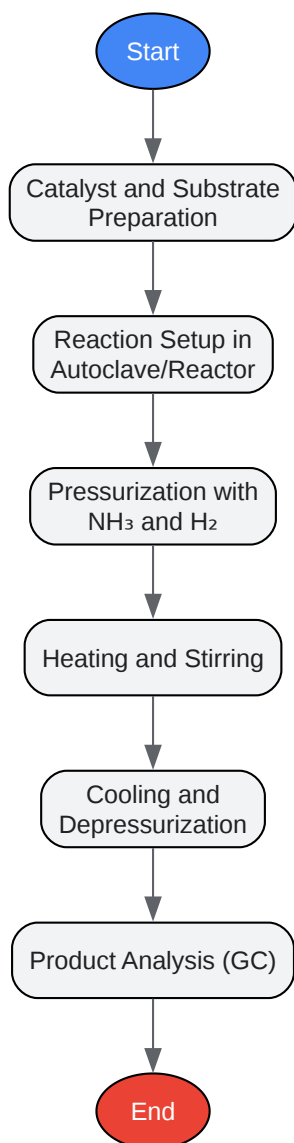 Start
Catalyst and Substrate
Preparation
Reaction Setup in
Autoclave/Reactor
Pressurization with
NH₃ and H₂
Heating and Stirring
Cooling and
Depressurization
Product Analysis (GC)
End